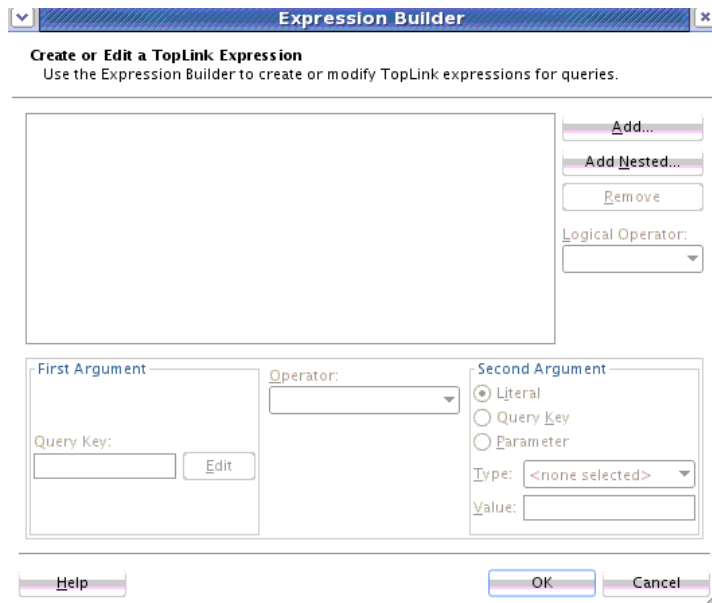 Expression Builder
Create or Edit a TopLink Expression
Use the Expression Builder to create or modify TopLink expressions for queries.
Add...
Add Nested...
Remove
Logical Operator:
First Argument
Query Key:
Edit
Operator:
Second Argument
Literal
Query Key
Parameter
Type: <none selected>
Value:
Help
OK
Cancel